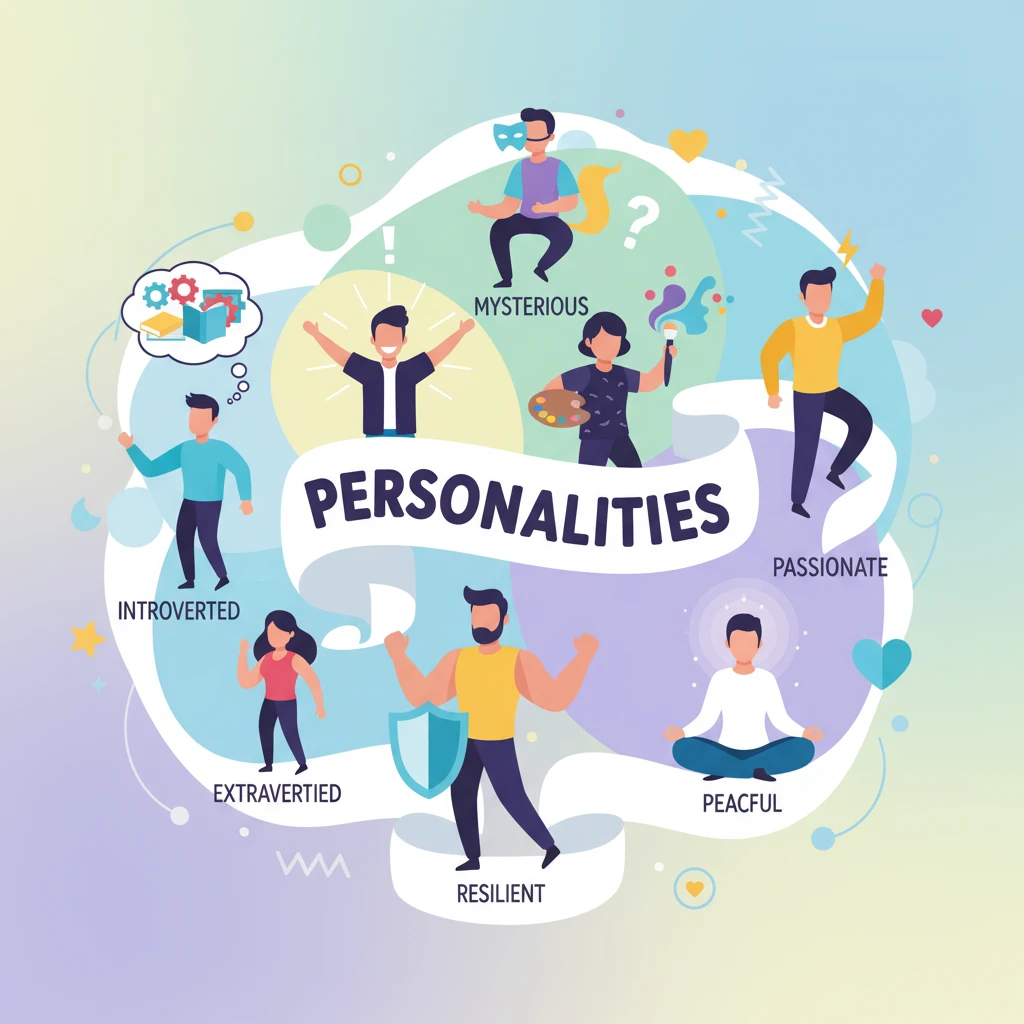 !
?
MYSTERIOUS
PERSONALITIES
PASSIONATE
INTROVERTED
EXTRAVERTIED
PEACFUL
RESILIENT